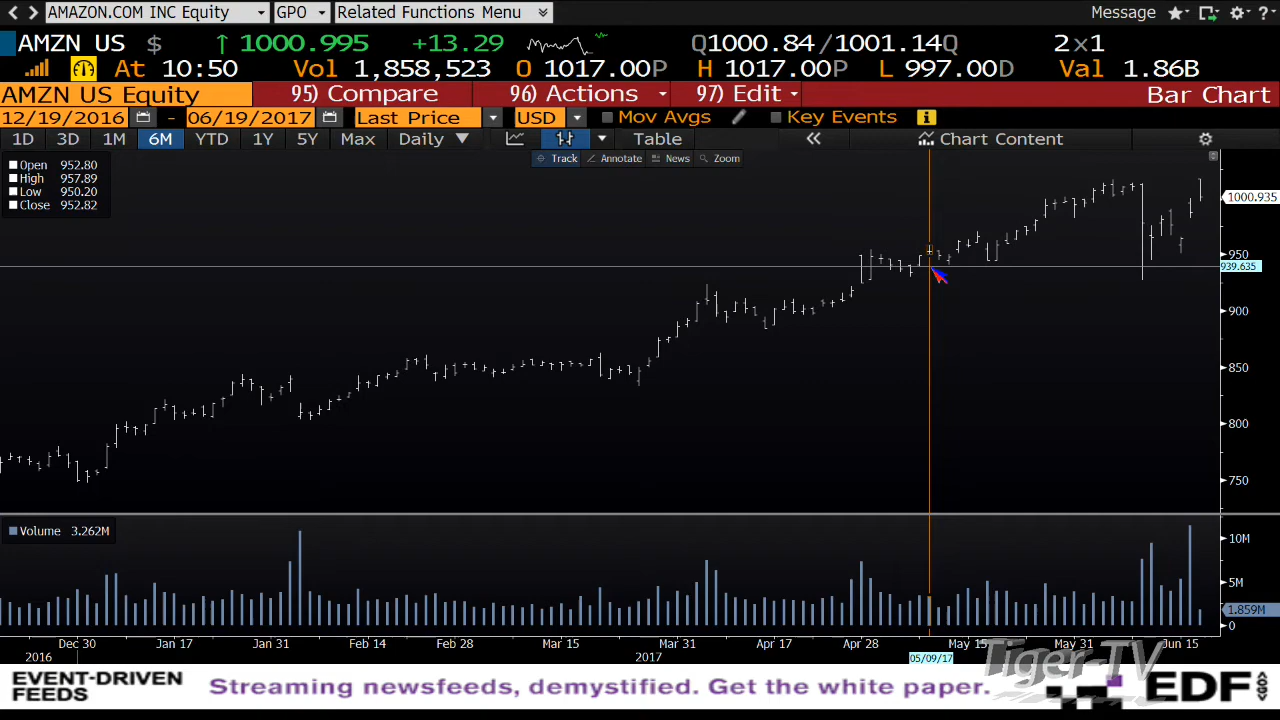 AMAZON.COM INC Equity GPO Related Functions Menu Message ?
AMZN US $ ↑ 1000.995 +13.29 Q1000.84/1001.14Q 2×1
At 10:50 Vol 1,858,523 O 1017.00P H 1017.00P L 997.00D Val 1.86B
AMZN US Equity 95) Compare 96) Actions 97) Edit Bar Chart
12/19/2016 - 06/19/2017 Last Price USD Mov Avgs Key Events i
1D 3D 1M 6M YTD 1Y 5Y Max Daily ▼ Table « Chart Content
Track Annotate News Zoom
Open 952.80
High 957.89
Low 950.20
Close 952.82
1000.935
950
939.635
900
850
800
750
Volume 3.262M
10M
5M
1.859M
0
Dec 30 Jan 17 Jan 31 Feb 14 Feb 28 Mar 15 Mar 31 Apr 17 Apr 28 May 15 May 31 Jun 15
2016 2017 05/09/17
Tiger-TV
EVENT-DRIVEN
FEEDS
Streaming newsfeeds, demystified. Get the white paper.
EDF